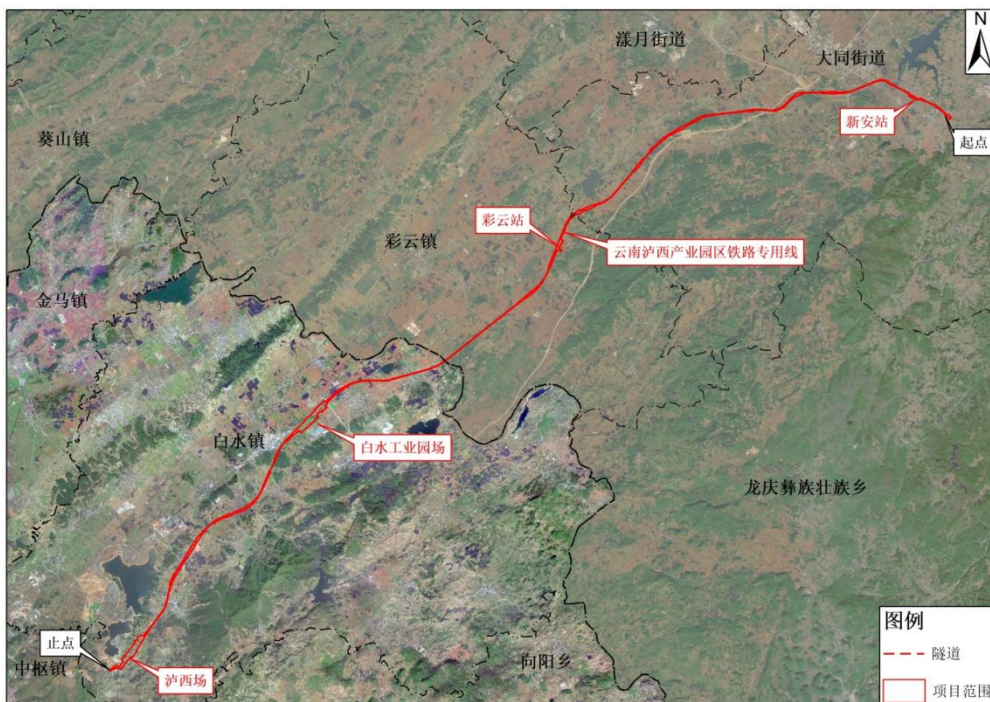 漾月街道
大同街道
N
葵山镇
新安站
起点
彩云站
彩云镇
云南泸西产业园区铁路专用线
金马镇
白水镇
白水工业园场
龙庆彝族壮族乡
止点
中枢镇
泸西场
向阳乡
图例
隧道
项目范围